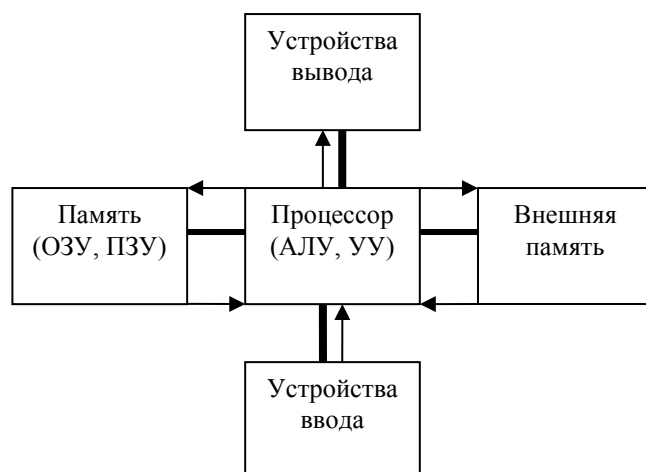 Устройства
вывода
Память
(ОЗУ, ПЗУ)
Процессор
(АЛУ, УУ)
Внешняя
память
Устройства
ввода